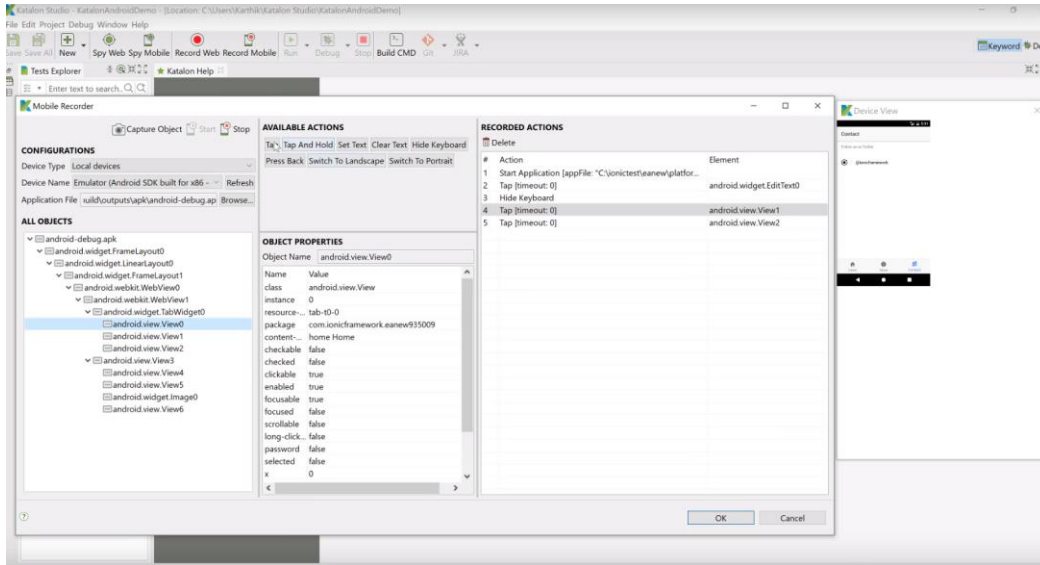 Katalon Studio - KatalonAndroidDemo - [Location: C:\Users\Karthik\Katalon Studio\KatalonAndroidDemo]
File Edit Project Debug Window Help
Save Save All New Spy Web Spy Mobile Record Web Record Mobile Run Debug Stop Build CMD Git JIRA
Keyword
Tests Explorer
Katalon Help
Enter text to search...
Mobile Recorder
Device View
Capture Object Start Stop
CONFIGURATIONS
Device Type Local devices
Device Name Emulator (Android SDK built for x86 - Refresh
Application File uild\outputs\apk\android-debug.ap Browse...
ALL OBJECTS
android-debug.apk
android.widget.FrameLayout0
android.widget.LinearLayout0
android.widget.FrameLayout1
android.webkit.WebView0
android.webkit.WebView1
android.widget.TabWidget0
android.view.View0
android.view.View1
android.view.View2
android.view.View3
android.view.View4
android.view.View5
android.widget.Image0
android.view.View6
AVAILABLE ACTIONS
Tap Tap And Hold Set Text Clear Text Hide Keyboard
Press Back Switch To Landscape Switch To Portrait
OBJECT PROPERTIES
Object Name android.view.View0
Name Value
class android.view.View
instance 0
resource-... tab-t0-0
package com.ionicframework.eanew935009
content-... home Home
checkable false
checked false
clickable true
enabled true
focusable true
focused false
scrollable false
long-click... false
password false
selected false
x 0
RECORDED ACTIONS
Delete
# Action Element
1 Start Application [appFile: "C:\ionictest\eanew\platfor...
2 Tap [timeout: 0] android.widget.EditText0
3 Hide Keyboard
4 Tap [timeout: 0] android.view.View1
5 Tap [timeout: 0] android.view.View2
Contact
@ionicframework
OK Cancel